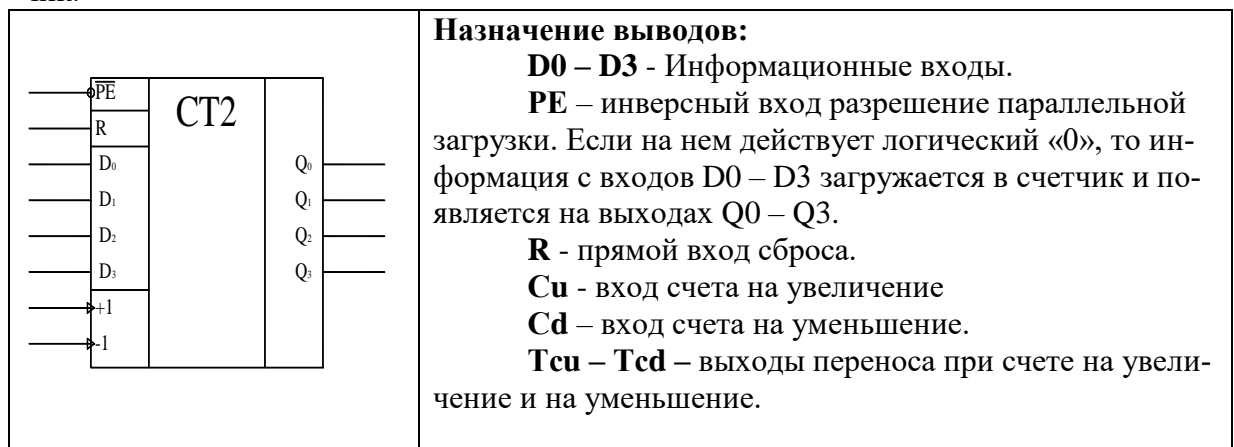 PE
R
D0
D1
D2
D3
+1
-1
CT2
Q0
Q1
Q2
Q3
Назначение выводов:
D0 – D3 - Информационные входы.
PE – инверсный вход разрешение параллельной
загрузки. Если на нем действует логический «0», то ин-
формация с входов D0 – D3 загружается в счетчик и по-
является на выходах Q0 – Q3.
R - прямой вход сброса.
Cu - вход счета на увеличение
Cd – вход счета на уменьшение.
Tcu – Tcd – выходы переноса при счете на увели-
чение и на уменьшение.